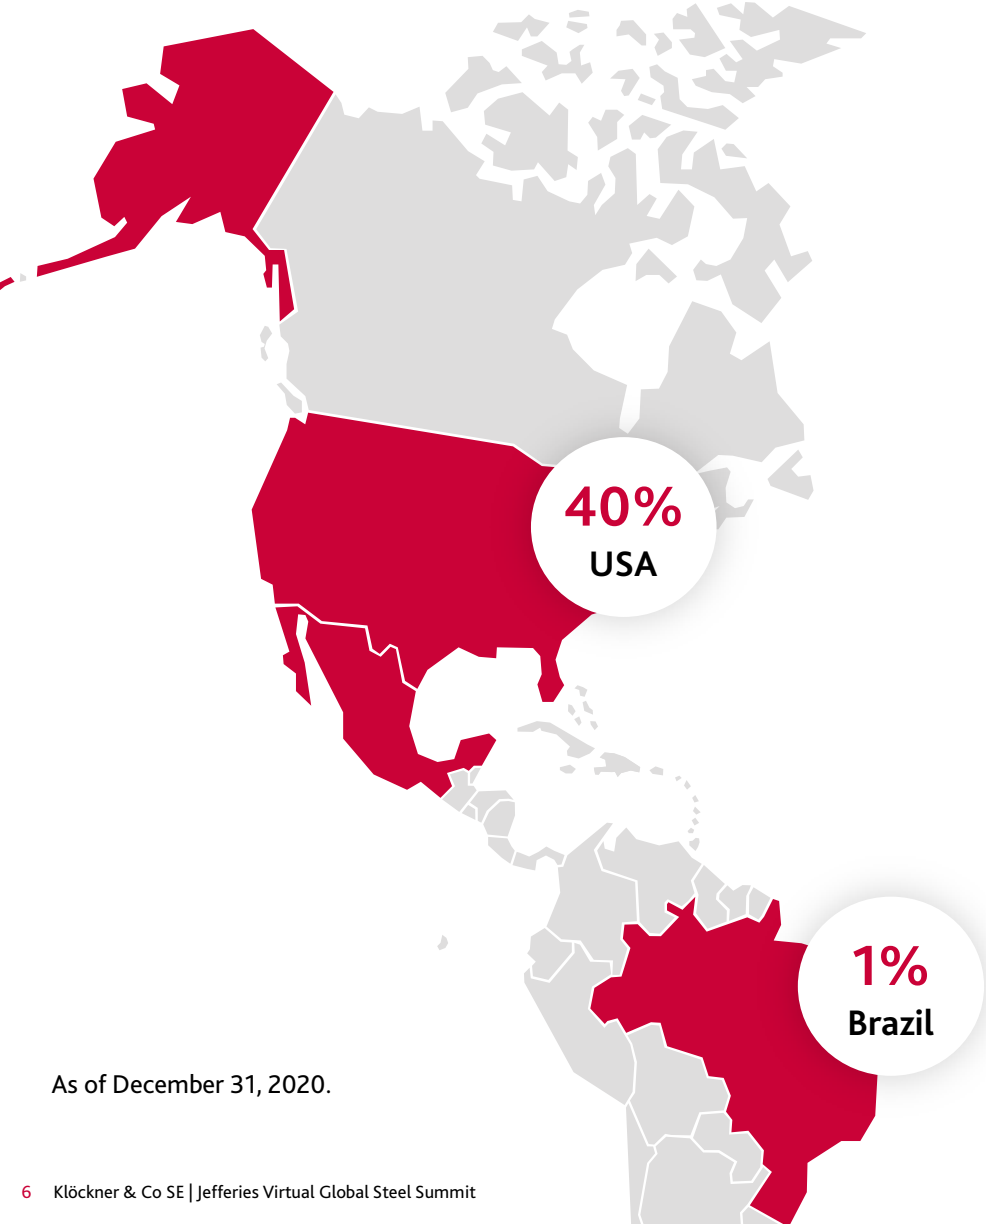 40%
USA
1%
Brazil
As of December 31, 2020.
6 Klöckner & Co SE | Jefferies Virtual Global Steel Summit